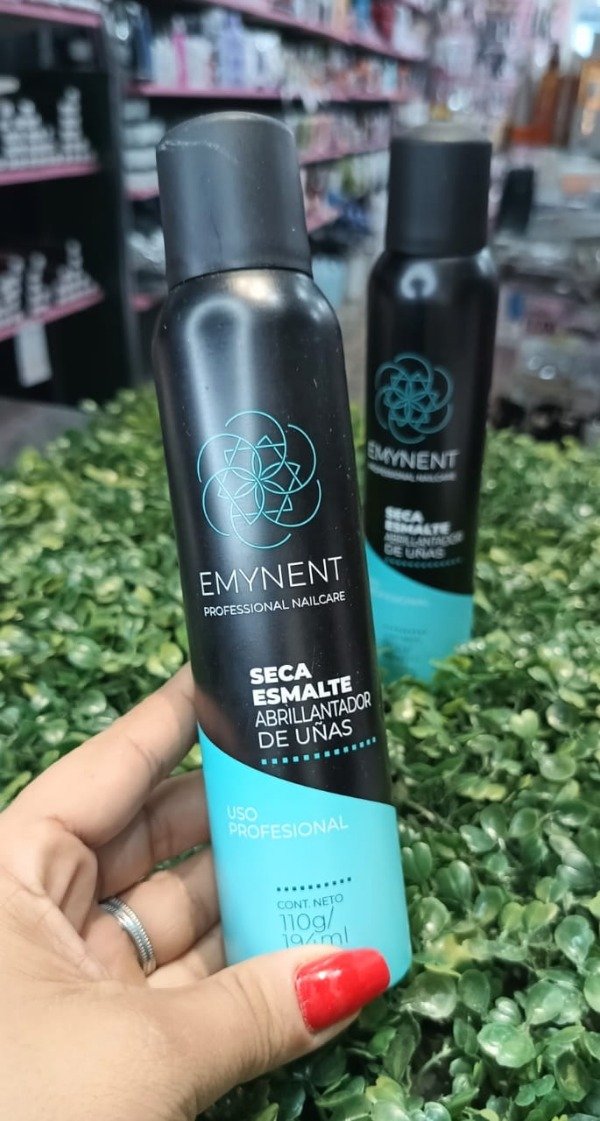 EMYNENT
PROFESSIONAL NAILCARE
SECA
ESMALTE
ABRILLANTADOR
DE UÑAS
USO
PROFESIONAL
CONT. NETO
110g/
194ml
EMYNENT
PROFESSIONAL NAILCARE
SECA
ESMALTE
ABRILLANTADOR
DE UÑAS